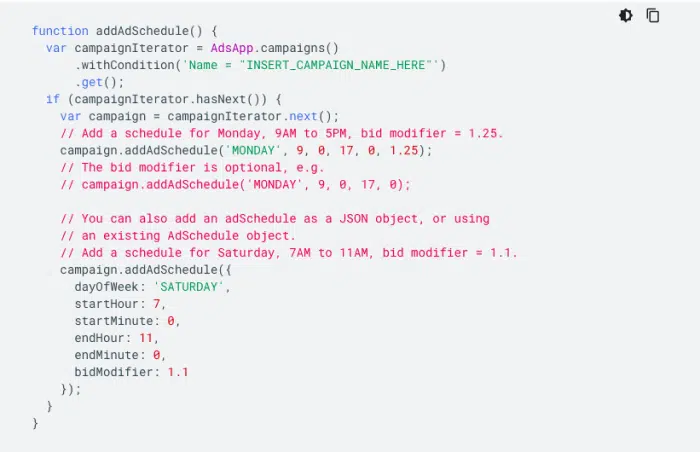 function addAdSchedule() {
  var campaignIterator = AdsApp.campaigns()
      .withCondition('Name = "INSERT_CAMPAIGN_NAME_HERE"')
      .get();
  if (campaignIterator.hasNext()) {
    var campaign = campaignIterator.next();
    // Add a schedule for Monday, 9AM to 5PM, bid modifier = 1.25.
    campaign.addAdSchedule('MONDAY', 9, 0, 17, 0, 1.25);
    // The bid modifier is optional, e.g.
    // campaign.addAdSchedule('MONDAY', 9, 0, 17, 0);

    // You can also add an adSchedule as a JSON object, or using
    // an existing AdSchedule object.
    // Add a schedule for Saturday, 7AM to 11AM, bid modifier = 1.1.
    campaign.addAdSchedule({
      dayOfWeek: 'SATURDAY',
      startHour: 7,
      startMinute: 0,
      endHour: 11,
      endMinute: 0,
      bidModifier: 1.1
    });
  }
}